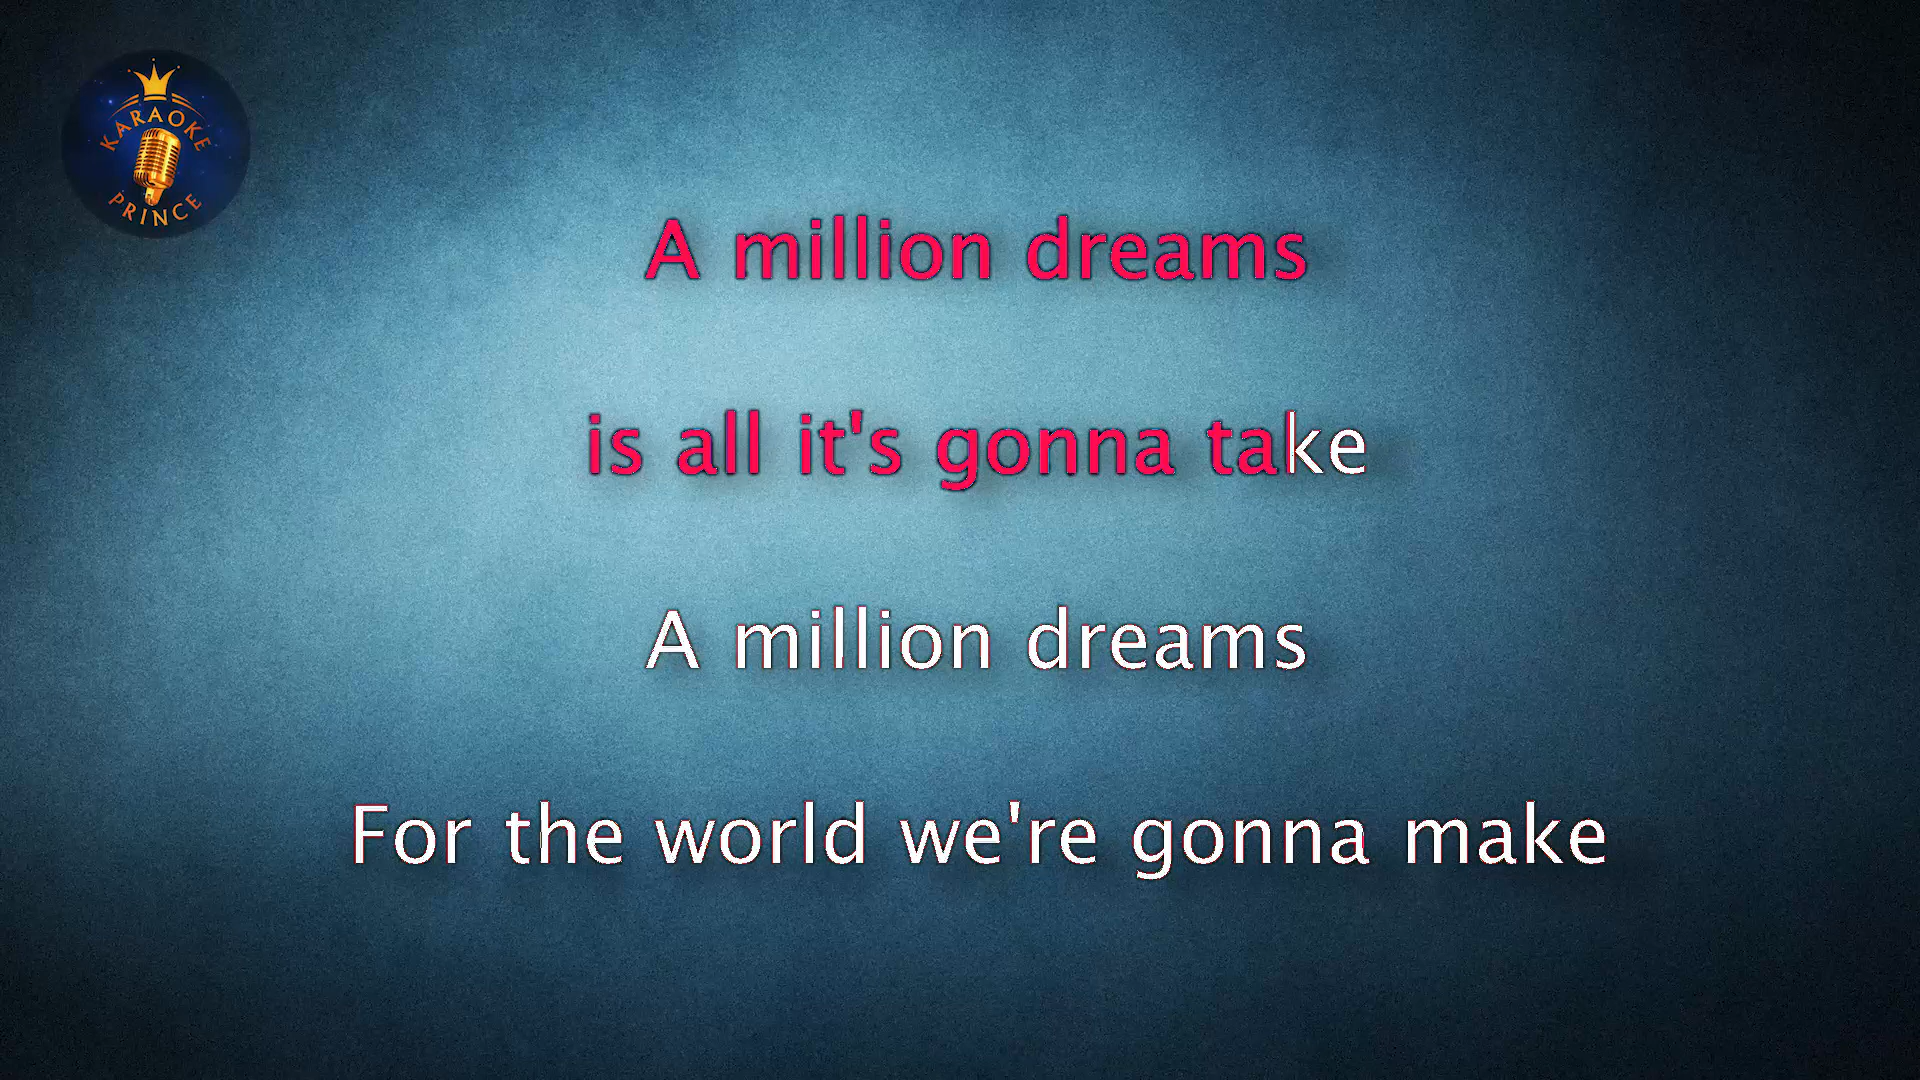 KARAOKE
PRINCE
A million dreams
is all it's gonna take
A million dreams
For the world we're gonna make